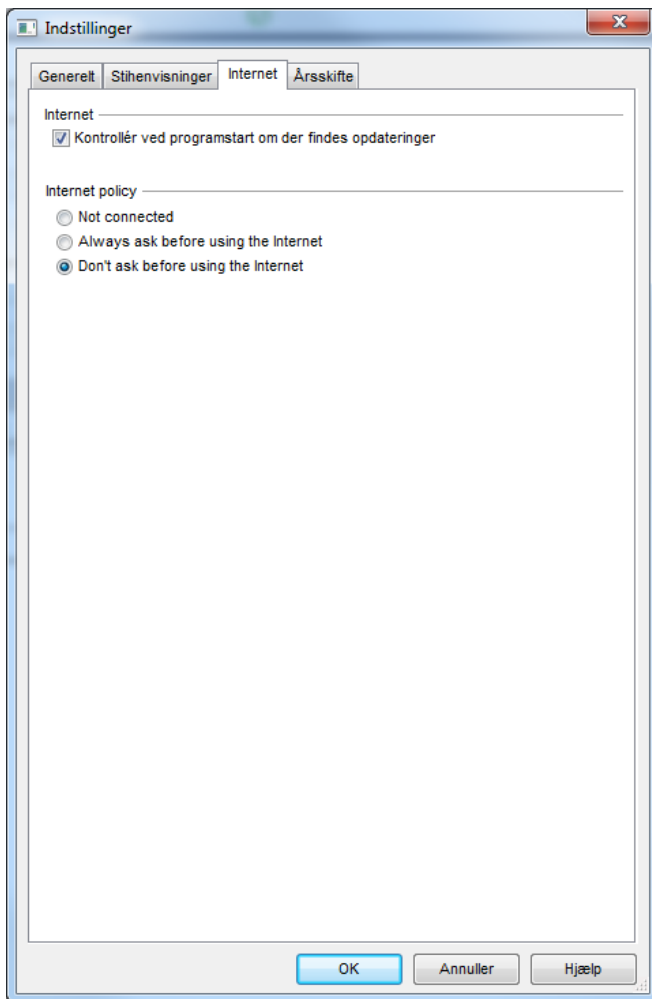 Indstillinger
Generelt Stihenvisninger Internet Årsskifte
Internet
Kontrollér ved programstart om der findes opdateringer
Internet policy
Not connected
Always ask before using the Internet
Don't ask before using the Internet
OK Annuller Hjælp